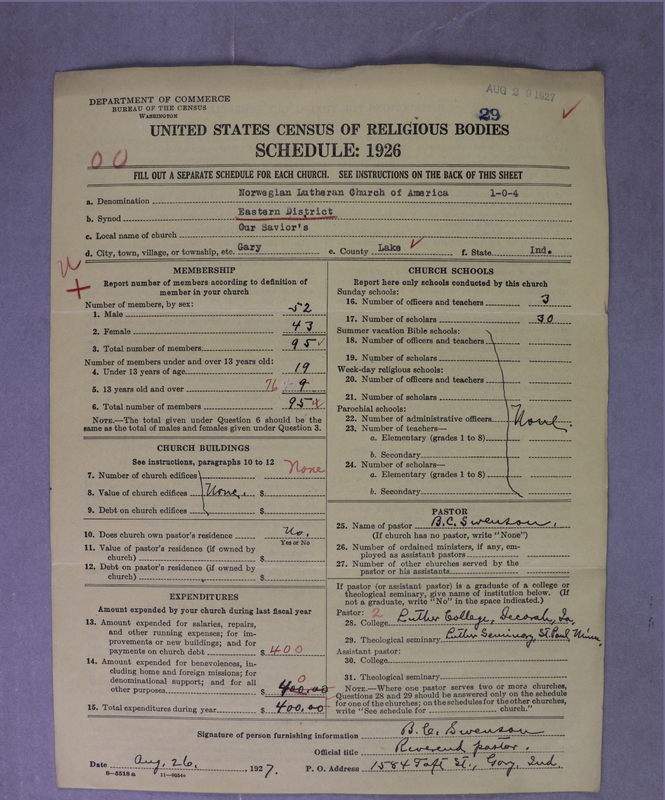 AUG 29 1927
DEPARTMENT OF COMMERCE
BUREAU OF THE CENSUS
WASHINGTON
29
UNITED STATES CENSUS OF RELIGIOUS BODIES
SCHEDULE: 1926
00
FILL OUT A SEPARATE SCHEDULE FOR EACH CHURCH. SEE INSTRUCTIONS ON THE BACK OF THIS SHEET
a. Denomination Norwegian Lutheran Church of America 1-0-4
b. Synod Eastern District
c. Local name of church Our Savior's
d. City, town, village, or township, etc. Gary e. County Lake f. State Ind.
MEMBERSHIP
Report number of members according to definition of
member in your church
Number of members, by sex:
1. Male 52
2. Female 43
3. Total number of members 95
Number of members under and over 13 years old:
4. Under 13 years of age 19
5. 13 years old and over 76 9
6. Total number of members 95
NOTE.—The total given under Question 6 should be the
same as the total of males and females given under Question 3.
CHURCH BUILDINGS
See instructions, paragraphs 10 to 12 None
7. Number of church edifices
8. Value of church edifices None. $
9. Debt on church edifices $
10. Does church own pastor's residence No.
Yes or No
11. Value of pastor's residence (if owned by
church) $
12. Debt on pastor's residence (if owned by
church) $
EXPENDITURES
Amount expended by your church during last fiscal year
13. Amount expended for salaries, repairs,
and other running expenses; for im-
provements or new buildings; and for
payments on church debt $ 400
14. Amount expended for benevolences, in-
cluding home and foreign missions; for
denominational support; and for all
other purposes $ 400.00 0
15. Total expenditures during year $ 400.00
CHURCH SCHOOLS
Report here only schools conducted by this church
Sunday schools:
16. Number of officers and teachers 3
17. Number of scholars 30
Summer vacation Bible schools:
18. Number of officers and teachers
19. Number of scholars
Week-day religious schools:
20. Number of officers and teachers
21. Number of scholars
Parochial schools:
22. Number of administrative officers None.
23. Number of teachers—
a. Elementary (grades 1 to 8)
b. Secondary
24. Number of scholars—
a. Elementary (grades 1 to 8)
b. Secondary
PASTOR
25. Name of pastor B.C. Swenson.
(If church has no pastor, write "None")
26. Number of ordained ministers, if any, em-
ployed as assistant pastors
27. Number of other churches served by the
pastor or his assistants
If pastor (or assistant pastor) is a graduate of a college or
theological seminary, give name of institution below. (If
not a graduate, write "No" in the space indicated.)
Pastor: 2
28. College Luther College, Decorah, Ia.
29. Theological seminary Luther Seminary, St. Paul Minn.
Assistant pastor:
30. College
31. Theological seminary
NOTE.—Where one pastor serves two or more churches,
Questions 28 and 29 should be answered only on the schedule
for one of the churches; on the schedules for the other churches,
write "See schedule for church."
Signature of person furnishing information B.C. Swenson
Official title Reverend pastor.
Date Aug. 26. , 1927. P. O. Address 1584 Taft St., Gary, Ind.
8-5518a 11-9204a